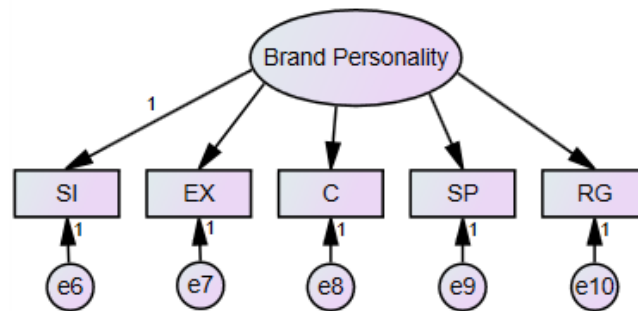 Brand Personality
1
SI EX C SP RG
1 1 1 1 1
e6 e7 e8 e9 e10